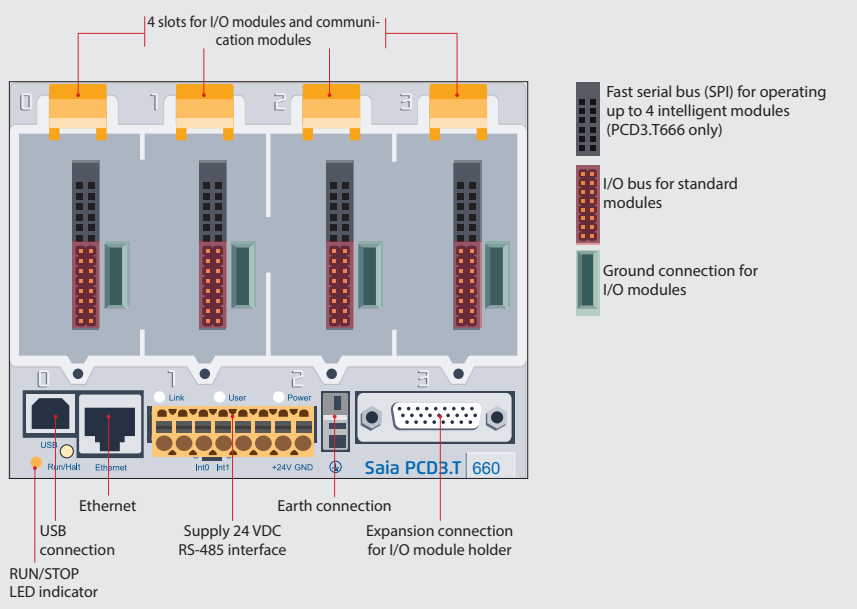 4 slots for I/O modules and communi-
cation modules
0 1 2 3
Fast serial bus (SPI) for operating
up to 4 intelligent modules
(PCD3.T666 only)
I/O bus for standard
modules
Ground connection for
I/O modules
0 1 2 3
Link User Power
USB
Run/Halt Ethernet Int0 Int1 +24V GND
Saia PCD3.T 660
Ethernet
Earth connection
USB
connection
Supply 24 VDC
RS-485 interface
Expansion connection
for I/O module holder
RUN/STOP
LED indicator